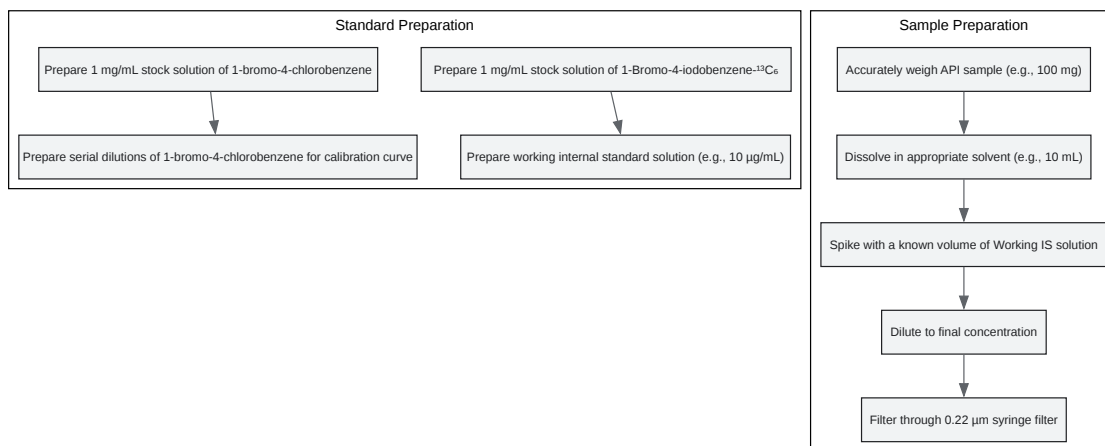 Standard Preparation
Prepare 1 mg/mL stock solution of 1-bromo-4-chlorobenzene
Prepare 1 mg/mL stock solution of 1-Bromo-4-iodobenzene-¹³C₆
Prepare serial dilutions of 1-bromo-4-chlorobenzene for calibration curve
Prepare working internal standard solution (e.g., 10 µg/mL)
Sample Preparation
Accurately weigh API sample (e.g., 100 mg)
Dissolve in appropriate solvent (e.g., 10 mL)
Spike with a known volume of Working IS solution
Dilute to final concentration
Filter through 0.22 µm syringe filter